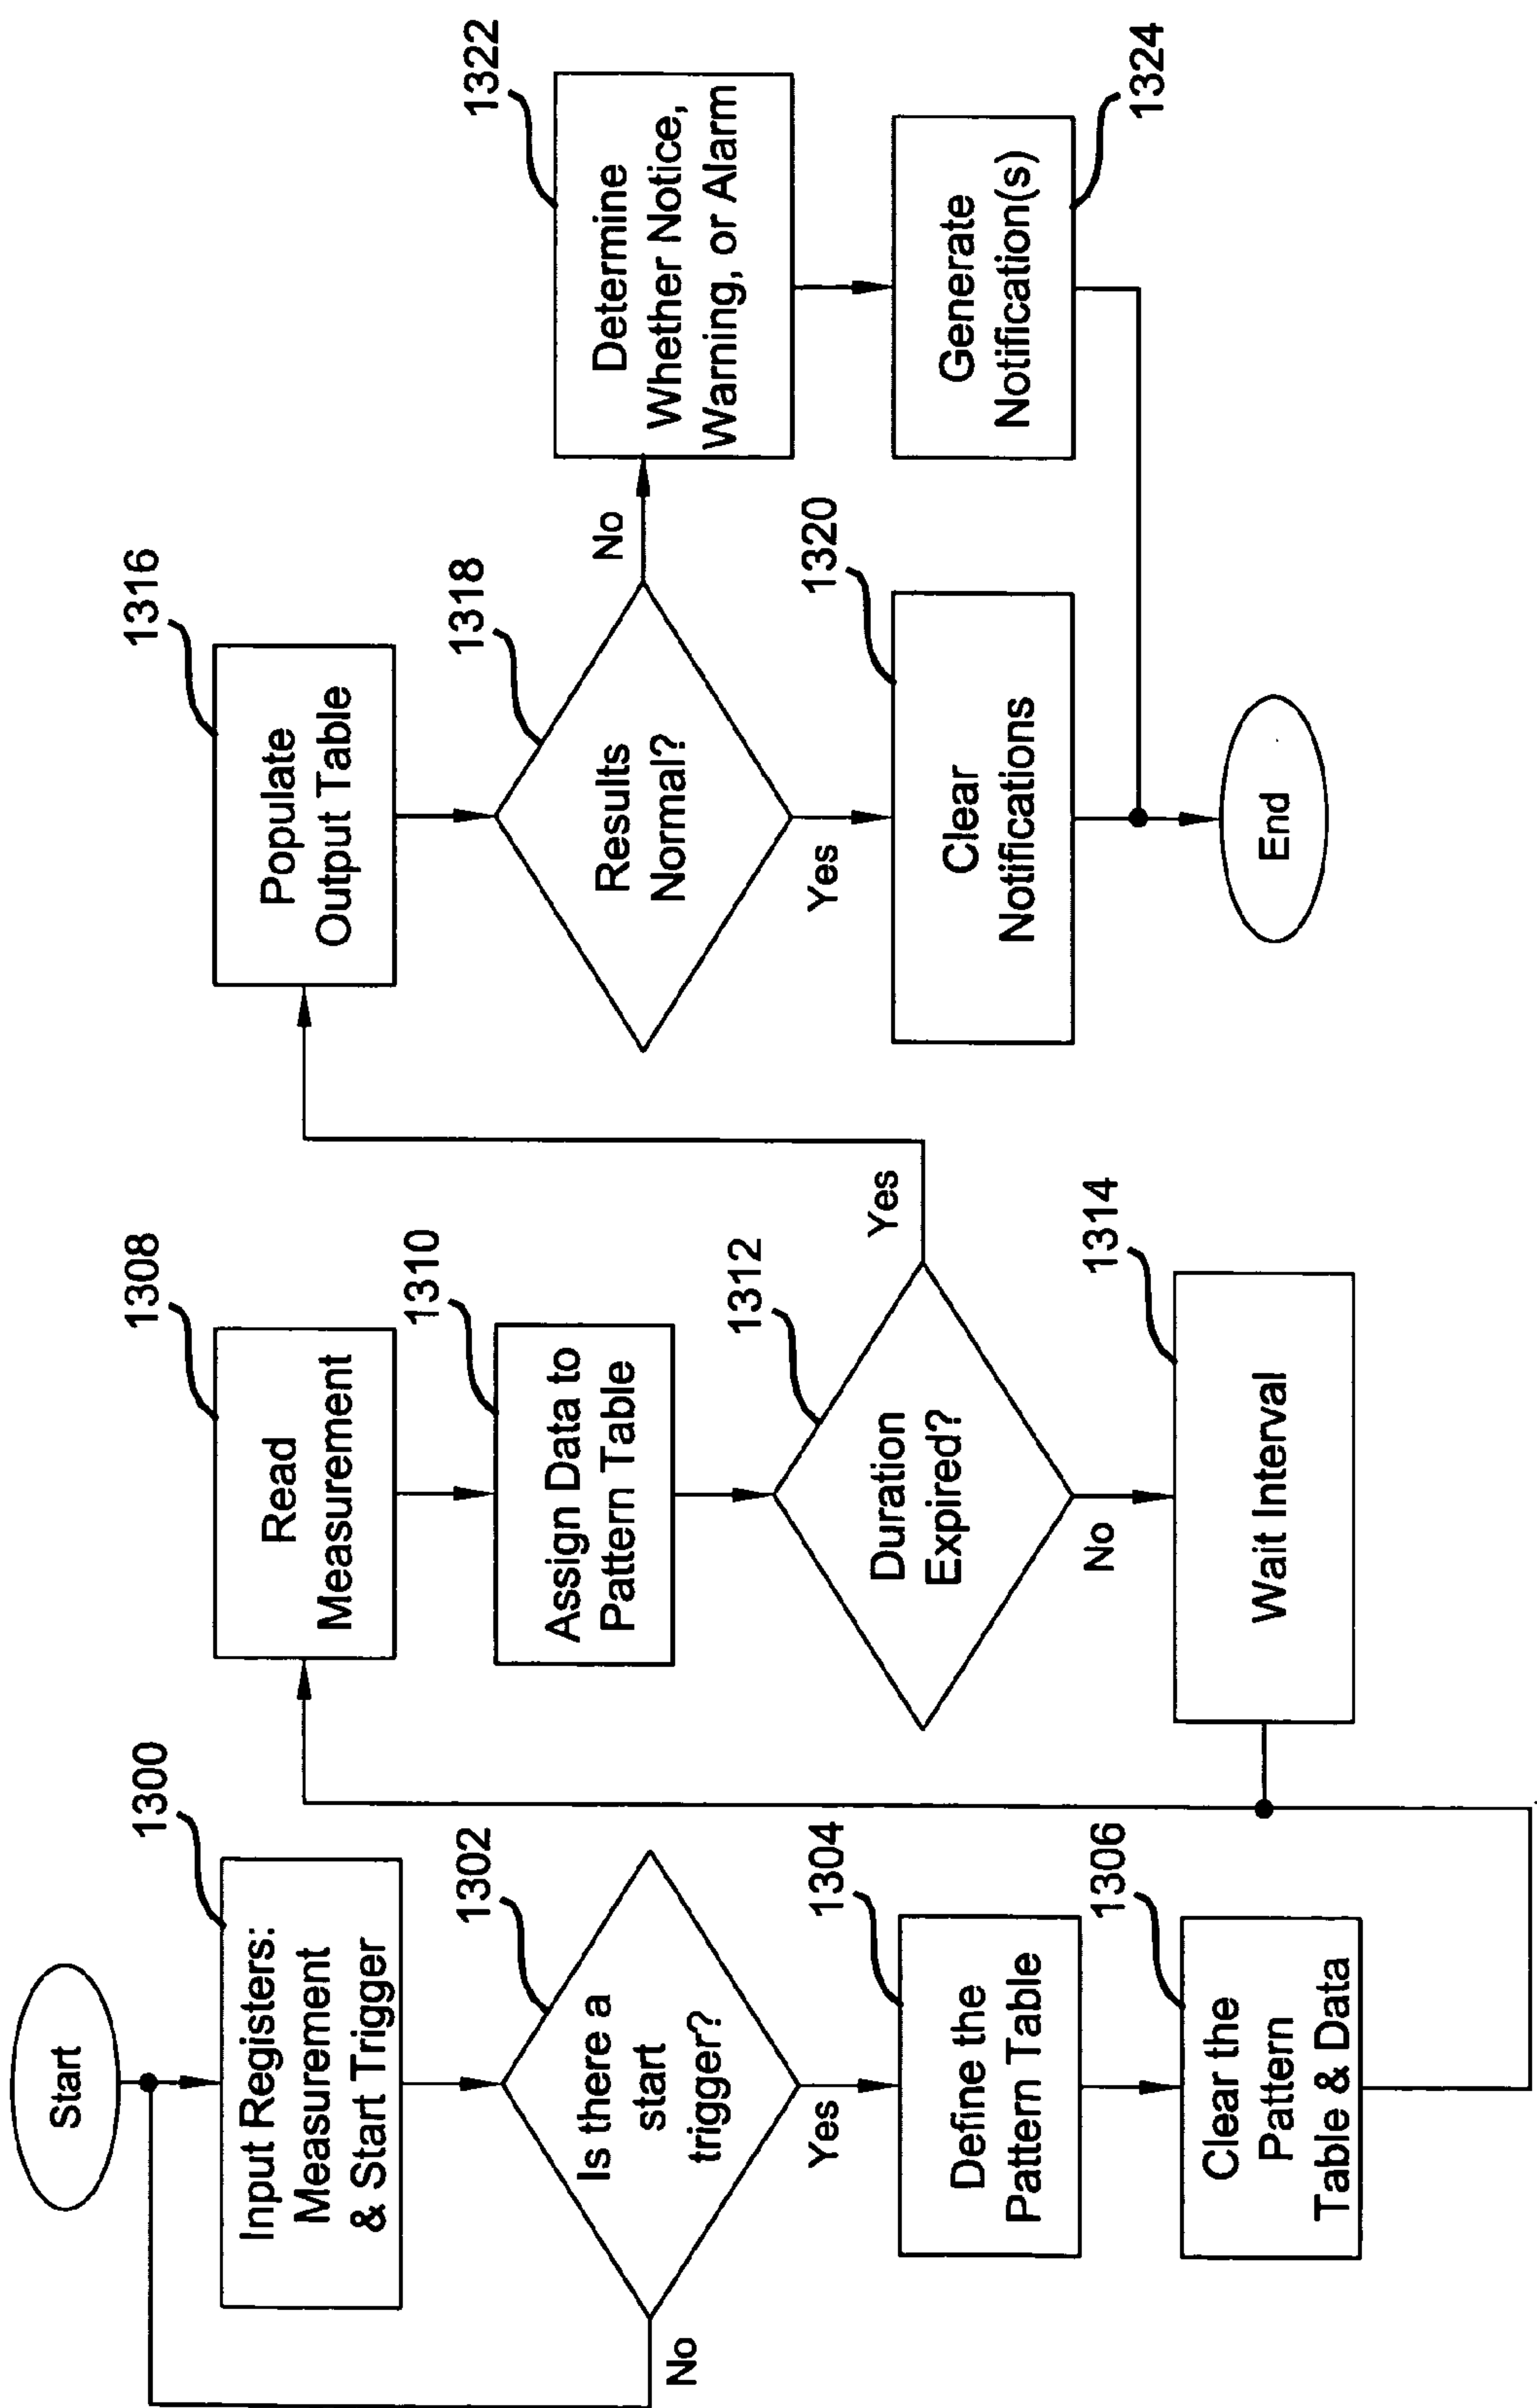 Start
1300
Input Registers:
Measurement
& Start Trigger
1302
Is there a
start
trigger?
No
Yes
1304
Define the
Pattern Table
1306
Clear the
Pattern
Table & Data
1308
Read
Measurement
1310
Assign Data to
Pattern Table
1312
Duration
Expired?
Yes
No
1314
Wait Interval
1316
Populate
Output Table
1318
Results
Normal?
No
Yes
1320
Clear
Notifications
End
1322
Determine
Whether Notice,
Warning, or Alarm
Generate
Notification(s)
1324